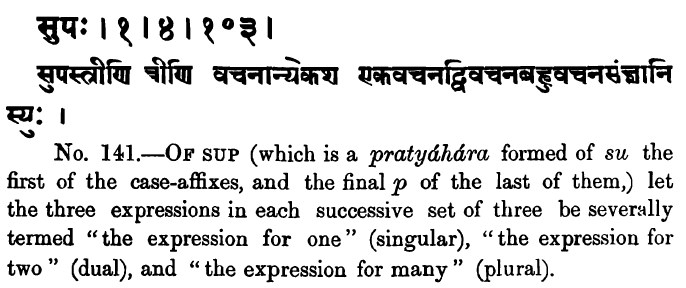 सुपः । १ । ४ । १०३ ।
सुपस्त्रीणि त्रीणि वचनान्येकश एकवचनद्विवचनबहुवचनसंज्ञानि
स्युः ।
No. 141.—OF SUP (which is a pratyáhára formed of su the
first of the case-affixes, and the final p of the last of them,) let
the three expressions in each successive set of three be severally
termed “the expression for one” (singular), “the expression for
two” (dual), and “the expression for many” (plural).